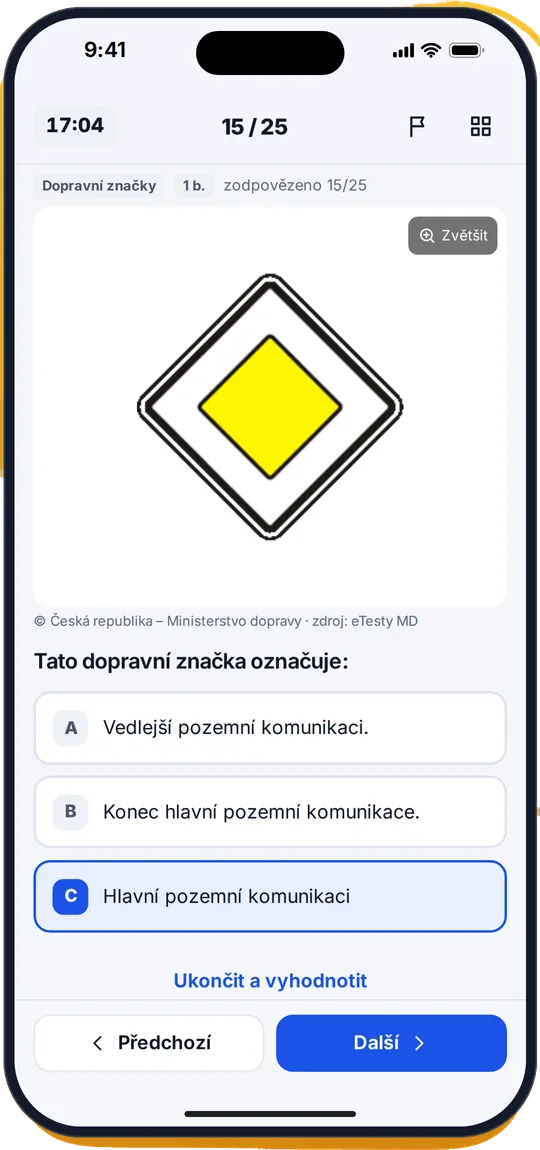 9:41
17:04
15 / 25
Dopravní značky 1 b. zodpovězeno 15/25
Zvětšit
© Česká republika – Ministerstvo dopravy · zdroj: eTesty MD
Tato dopravní značka označuje:
A Vedlejší pozemní komunikaci.
B Konec hlavní pozemní komunikace.
C Hlavní pozemní komunikaci
Ukončit a vyhodnotit
Předchozí
Další